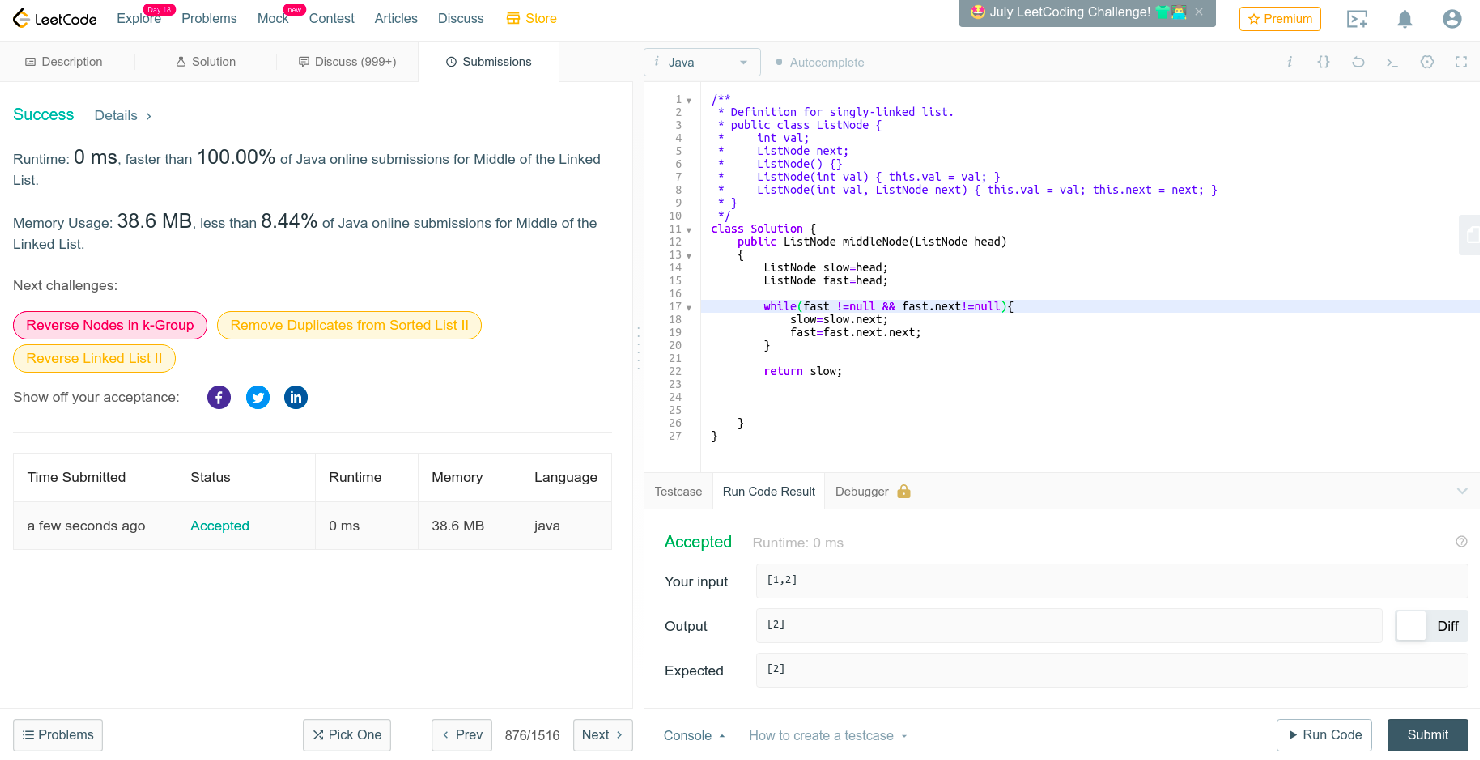 LeetCode
Explore Day 18 Problems Mock new Contest Articles Discuss Store
🤩 July LeetCoding Challenge! 👕👨‍💻 ×
Premium
Description Solution Discuss (999+) Submissions
Success Details >
Runtime: 0 ms, faster than 100.00% of Java online submissions for Middle of the Linked
List.
Memory Usage: 38.6 MB, less than 8.44% of Java online submissions for Middle of the
Linked List.
Next challenges:
Reverse Nodes in k-Group Remove Duplicates from Sorted List II
Reverse Linked List II
Show off your acceptance:
Time Submitted Status Runtime Memory Language
a few seconds ago Accepted 0 ms 38.6 MB java
Problems Pick One < Prev 876/1516 Next >
i Java Autocomplete
1 /**
2 * Definition for singly-linked list.
3 * public class ListNode {
4 *     int val;
5 *     ListNode next;
6 *     ListNode() {}
7 *     ListNode(int val) { this.val = val; }
8 *     ListNode(int val, ListNode next) { this.val = val; this.next = next; }
9 * }
10 */
11 class Solution {
12     public ListNode middleNode(ListNode head)
13     {
14         ListNode slow=head;
15         ListNode fast=head;
16
17         while(fast !=null && fast.next!=null){
18             slow=slow.next;
19             fast=fast.next.next;
20         }
21
22         return slow;
23
24
25
26     }
27 }
Testcase Run Code Result Debugger
Accepted Runtime: 0 ms
Your input [1,2]
Output [2] Diff
Expected [2]
Console How to create a testcase Run Code Submit